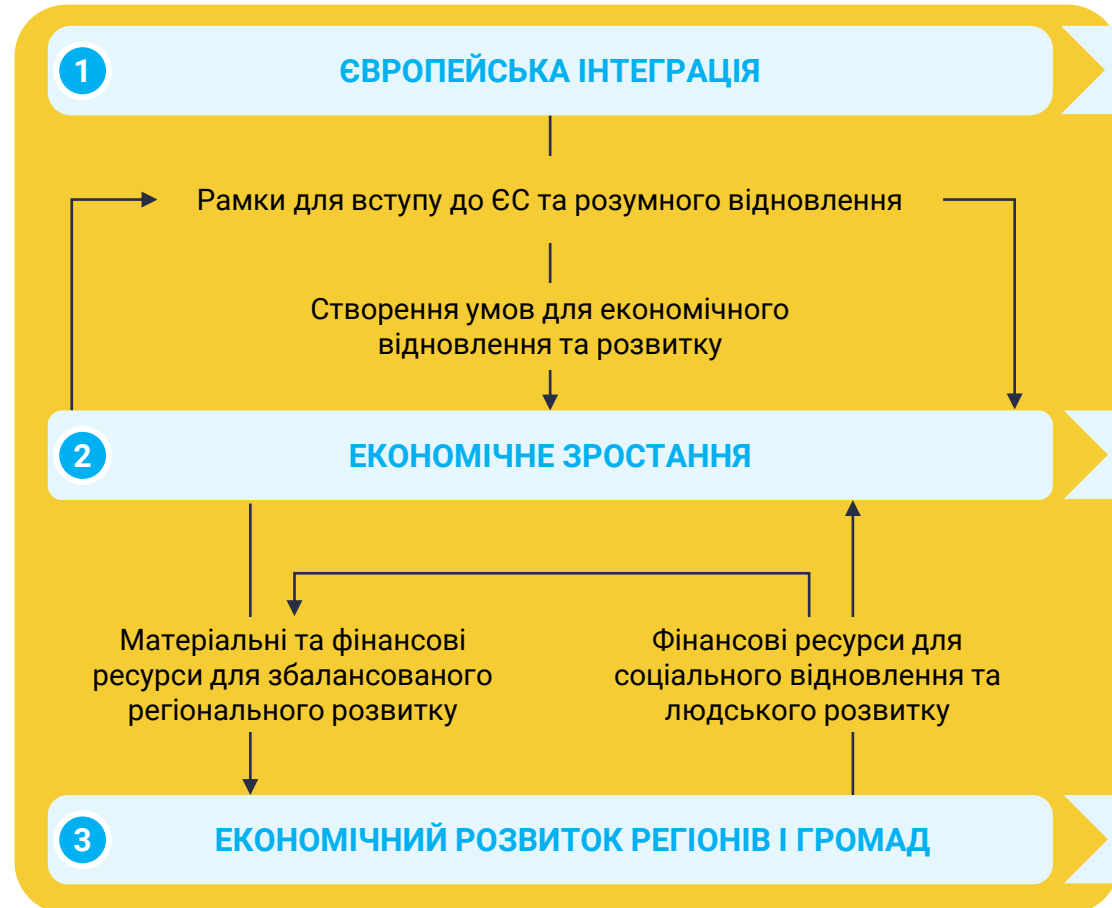 1
ЄВРОПЕЙСЬКА ІНТЕГРАЦІЯ
Рамки для вступу до ЄС та розумного відновлення
Створення умов для економічного
відновлення та розвитку
2
ЕКОНОМІЧНЕ ЗРОСТАННЯ
Матеріальні та фінансові
ресурси для збалансованого
регіонального розвитку
Фінансові ресурси для
соціального відновлення та
людського розвитку
3
ЕКОНОМІЧНИЙ РОЗВИТОК РЕГІОНІВ І ГРОМАД